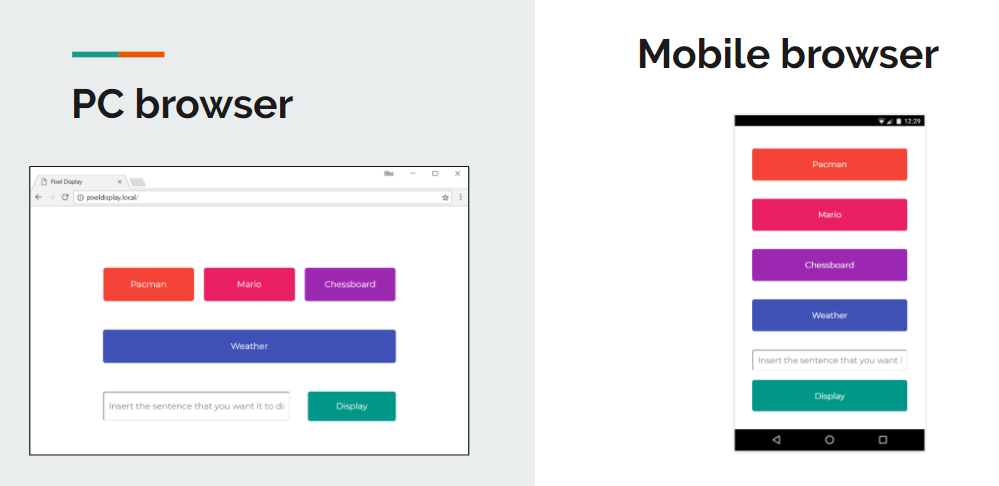 PC browser
Pixel Display
pixeldisplay.local/
Pacman
Mario
Chessboard
Weather
Insert the sentence that you want it to di
Display
Mobile browser
12:29
Pacman
Mario
Chessboard
Weather
Insert the sentence that you want i
Display